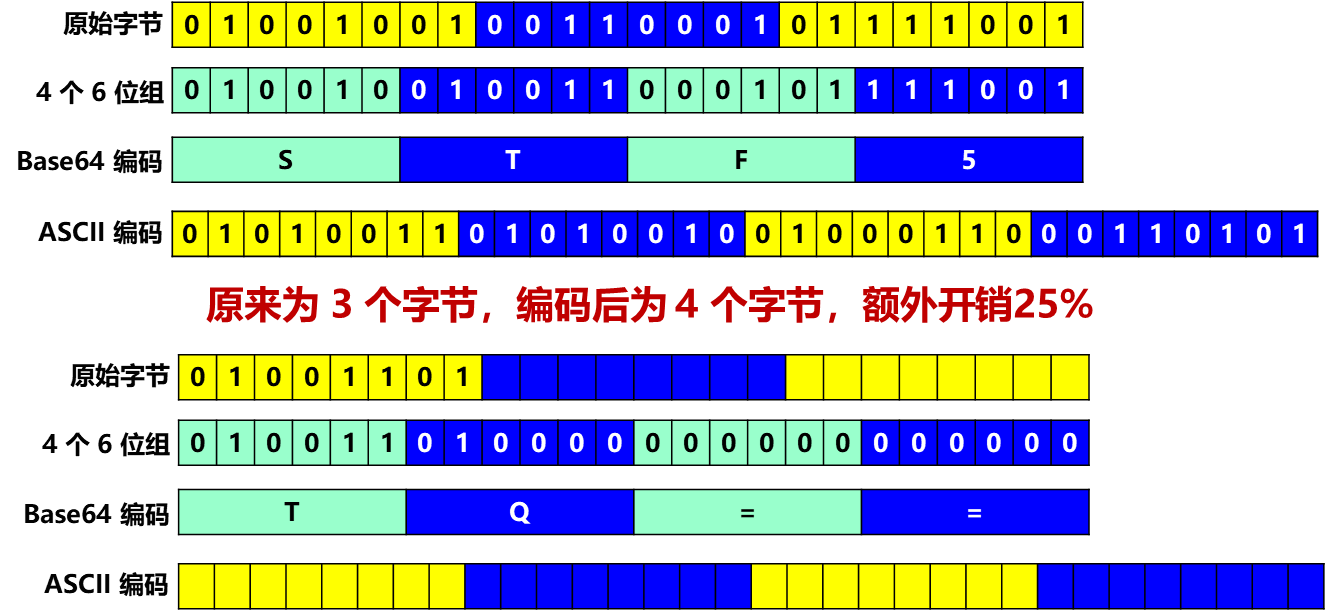 原始字节 0 1 0 0 1 0 0 1 0 0 1 1 0 0 0 1 0 1 1 1 1 0 0 1
4 个 6 位组 0 1 0 0 1 0 0 1 0 0 1 1 0 0 0 1 0 1 1 1 1 0 0 1
Base64 编码 S T F 5
ASCII 编码 0 1 0 1 0 0 1 1 0 1 0 1 0 0 1 0 0 1 0 0 0 1 1 0 0 0 1 1 0 1 0 1
原来为 3 个字节，编码后为 4 个字节，额外开销25%
原始字节 0 1 0 0 1 1 0 1
4 个 6 位组 0 1 0 0 1 1 0 1 0 0 0 0 0 0 0 0 0 0 0 0 0 0 0 0
Base64 编码 T Q = =
ASCII 编码